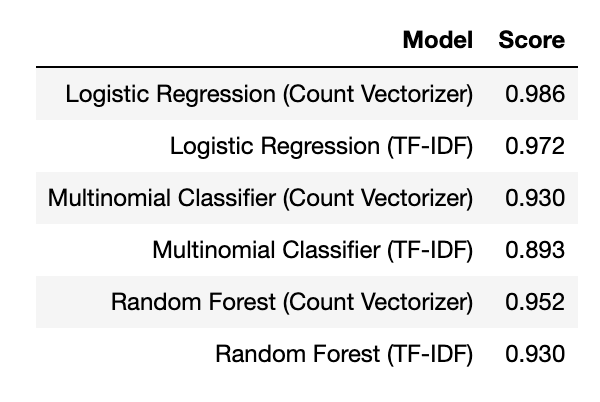 Model Score
Logistic Regression (Count Vectorizer) 0.986
Logistic Regression (TF-IDF) 0.972
Multinomial Classifier (Count Vectorizer) 0.930
Multinomial Classifier (TF-IDF) 0.893
Random Forest (Count Vectorizer) 0.952
Random Forest (TF-IDF) 0.930